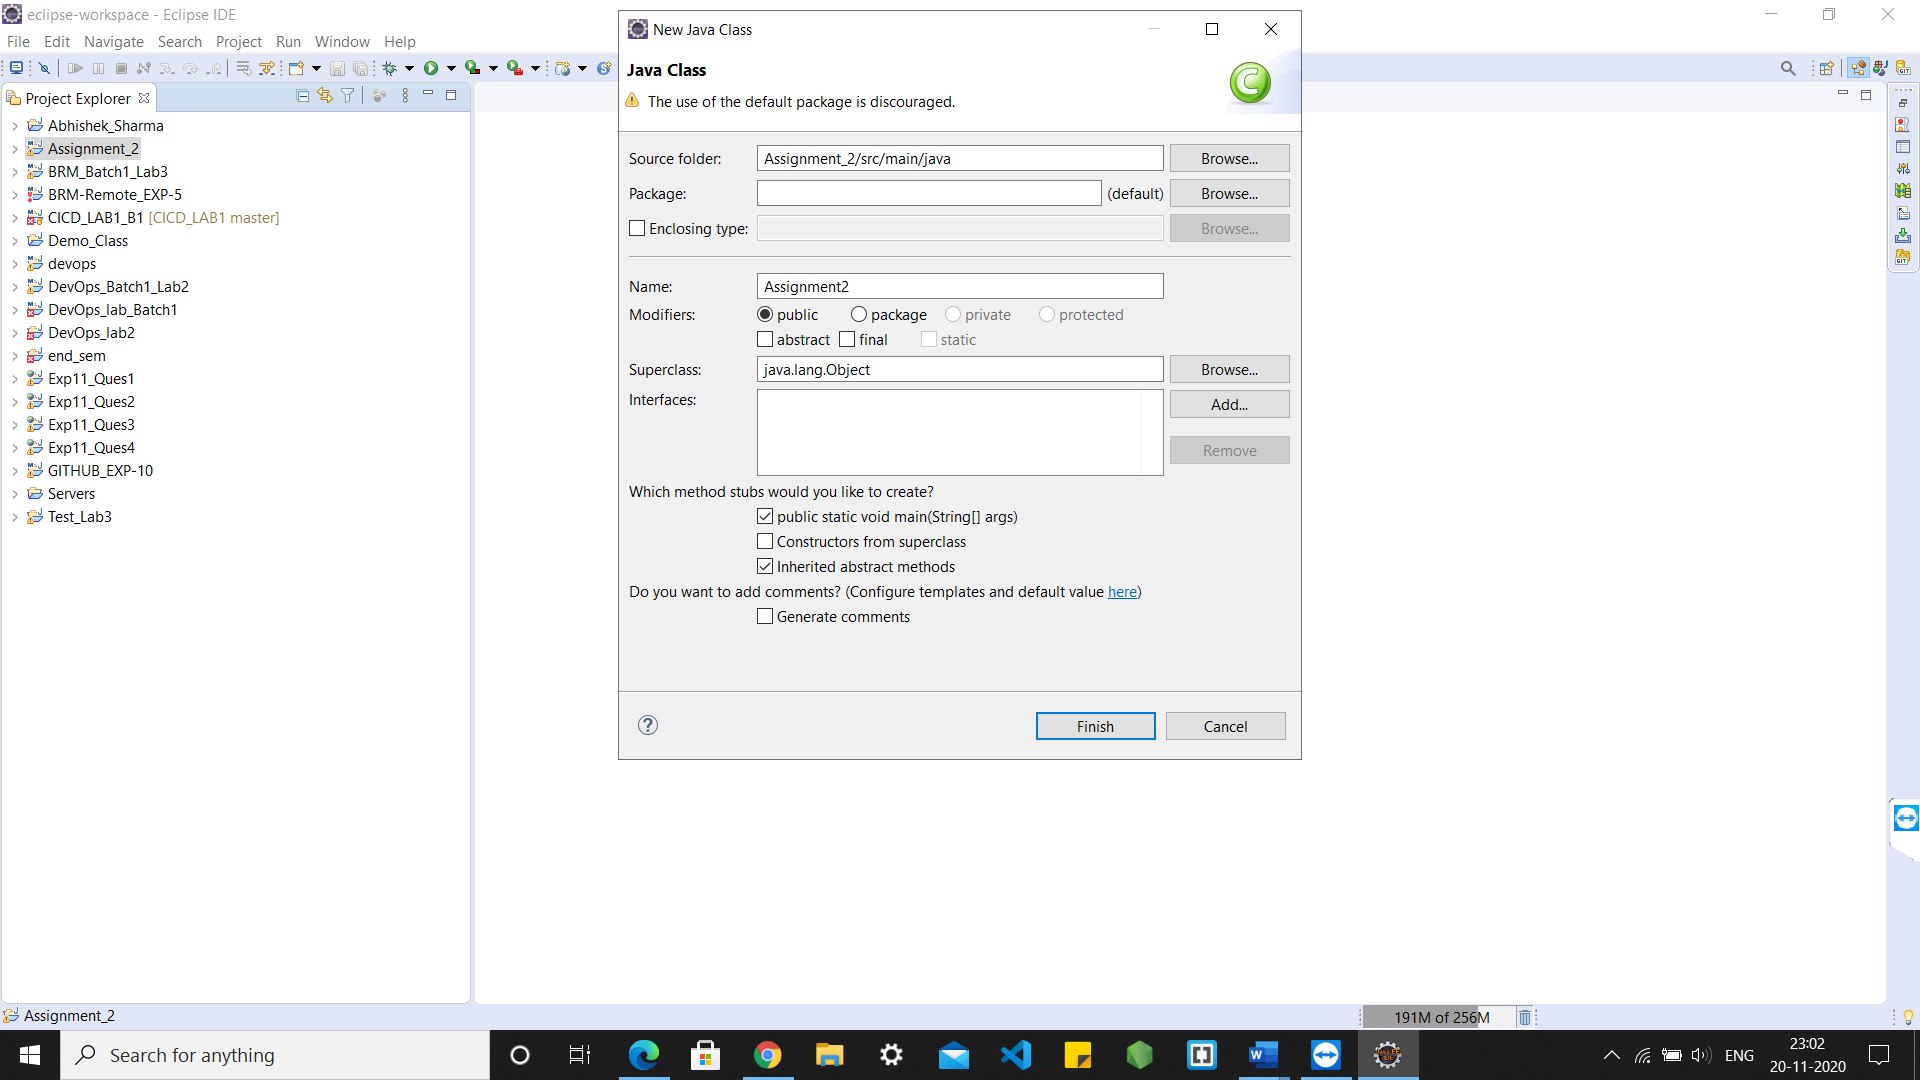 eclipse-workspace - Eclipse IDE
File Edit Navigate Search Project Run Window Help
Project Explorer
Abhishek_Sharma
Assignment_2
BRM_Batch1_Lab3
BRM-Remote_EXP-5
CICD_LAB1_B1 [CICD_LAB1 master]
Demo_Class
devops
DevOps_Batch1_Lab2
DevOps_lab_Batch1
DevOps_lab2
end_sem
Exp11_Ques1
Exp11_Ques2
Exp11_Ques3
Exp11_Ques4
GITHUB_EXP-10
Servers
Test_Lab3
New Java Class
Java Class
The use of the default package is discouraged.
Source folder: Assignment_2/src/main/java Browse...
Package: (default) Browse...
Enclosing type: Browse...
Name: Assignment2
Modifiers: public package private protected
abstract final static
Superclass: java.lang.Object Browse...
Interfaces: Add...
Remove
Which method stubs would you like to create?
public static void main(String[] args)
Constructors from superclass
Inherited abstract methods
Do you want to add comments? (Configure templates and default value here)
Generate comments
Finish Cancel
Assignment_2
191M of 256M
Search for anything
ENG
23:02
20-11-2020